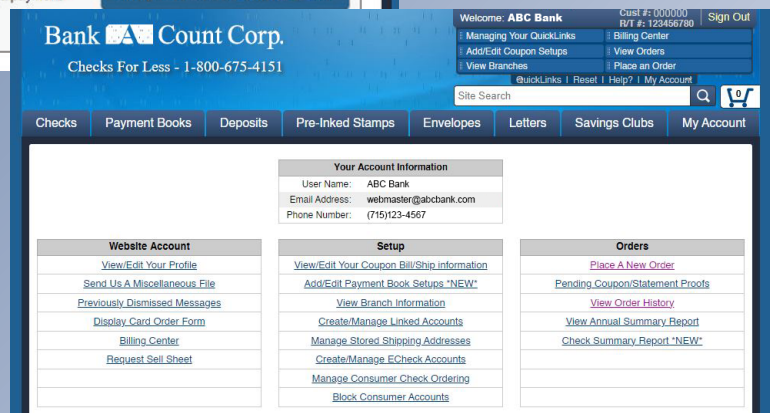 Welcome: ABC Bank
Cust #: 000000
R/T #: 123456780
Sign Out
Bank A Count Corp.
Checks For Less - 1-800-675-4151
Managing Your QuickLinks
Billing Center
Add/Edit Coupon Setups
View Orders
View Branches
Place an Order
QuickLinks | Reset | Help? | My Account
Site Search
0
Checks Payment Books Deposits Pre-Inked Stamps Envelopes Letters Savings Clubs My Account
Your Account Information
User Name: ABC Bank
Email Address: webmaster@abcbank.com
Phone Number: (715)123-4567
Website Account
View/Edit Your Profile
Send Us A Miscellaneous File
Previously Dismissed Messages
Display Card Order Form
Billing Center
Request Sell Sheet
Setup
View/Edit Your Coupon Bill/Ship information
Add/Edit Payment Book Setups *NEW*
View Branch Information
Create/Manage Linked Accounts
Manage Stored Shipping Addresses
Create/Manage ECheck Accounts
Manage Consumer Check Ordering
Block Consumer Accounts
Orders
Place A New Order
Pending Coupon/Statement Proofs
View Order History
View Annual Summary Report
Check Summary Report *NEW*